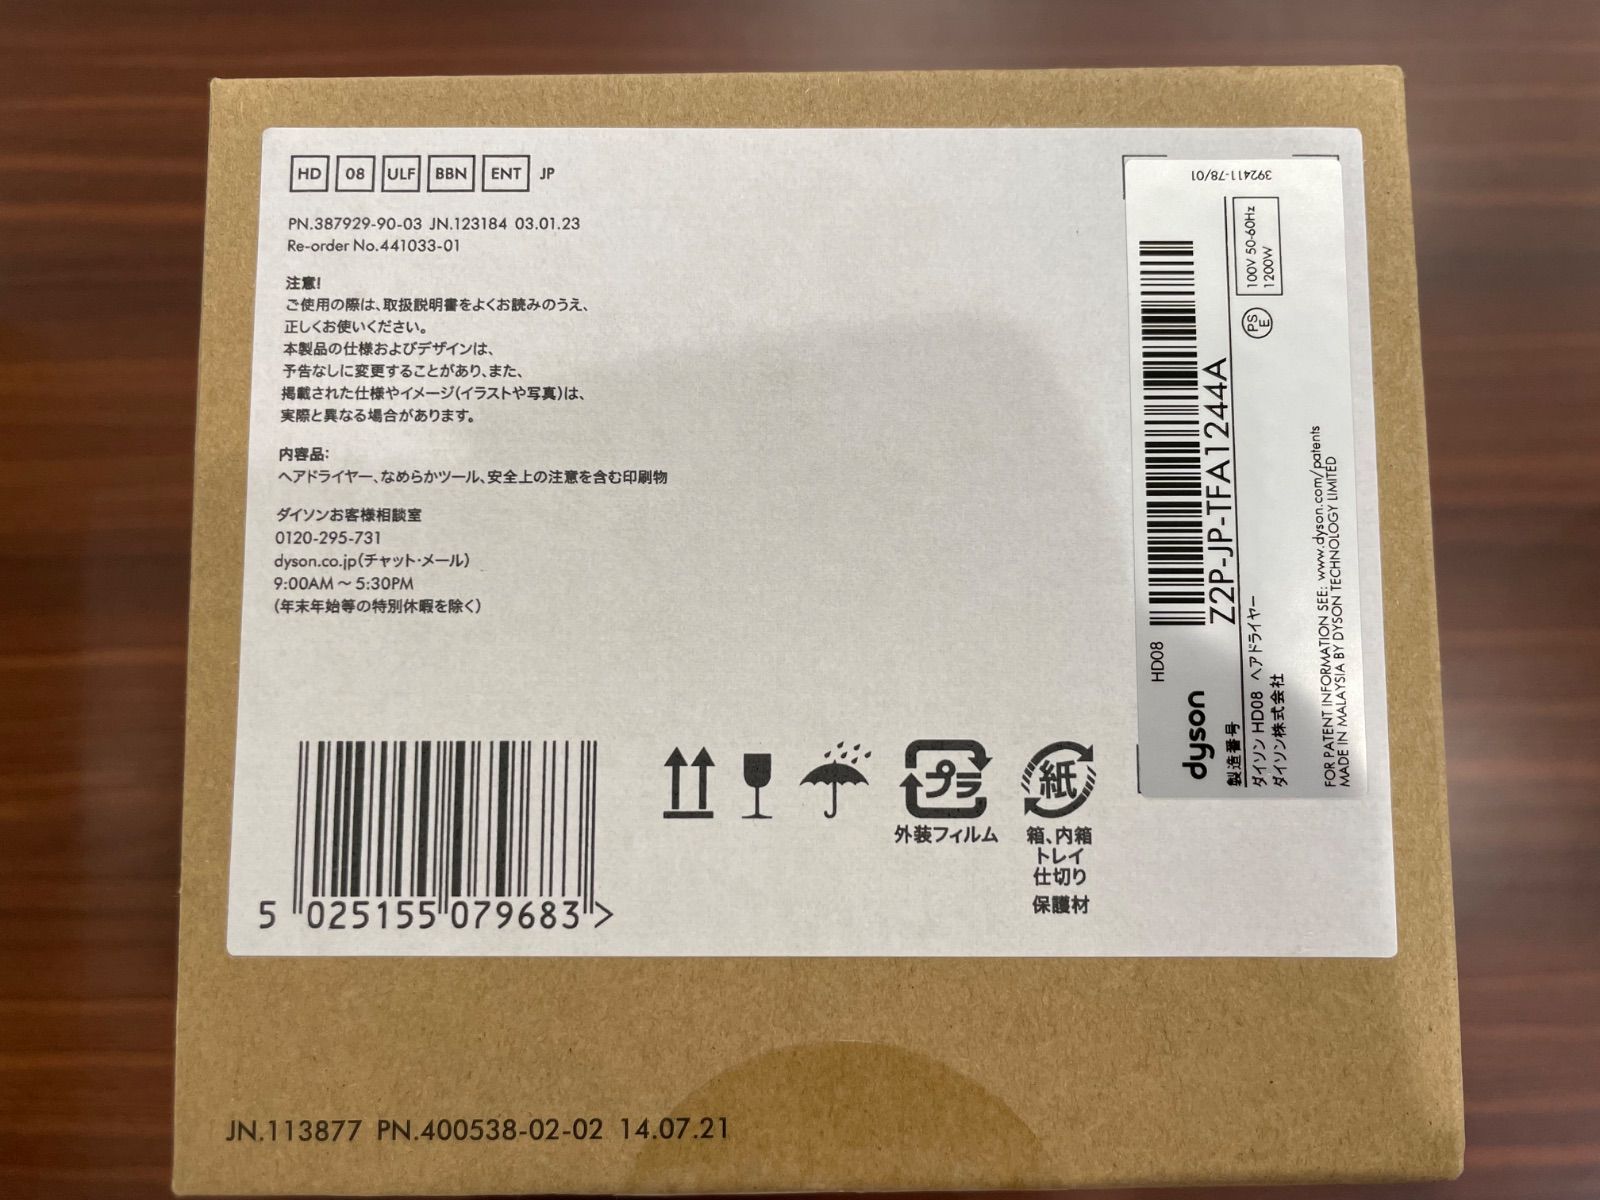 HD 08 ULF BBN ENT JP
PN.387929-90-03 JN.123184 03.01.23
Re-order No.441033-01
注意!
ご使用の際は、取扱説明書をよくお読みのうえ、
正しくお使いください。
本製品の仕様およびデザインは、
予告なしに変更することがあり、また、
掲載された仕様やイメージ(イラストや写真)は、
実際と異なる場合があります。
内容品:
ヘアドライヤー、なめらかツール、安全上の注意を含む印刷物
ダイソンお客様相談室
0120-295-731
dyson.co.jp(チャット・メール)
9:00AM ~ 5:30PM
(年末年始等の特別休暇を除く)
5 025155 079683 >
プラ
外装フィルム
紙
箱、内箱
トレイ
仕切り
保護材
392411-78/01
HD08
dyson
製造番号 Z2P-JP-TFA1244A
ダイソン HD08 ヘアドライヤー
ダイソン株式会社
PS E
100V 50-60Hz
1200W
FOR PATENT INFORMATION SEE: www.dyson.com/patents
MADE IN MALAYSIA BY DYSON TECHNOLOGY LIMITED
JN.113877 PN.400538-02-02 14.07.21